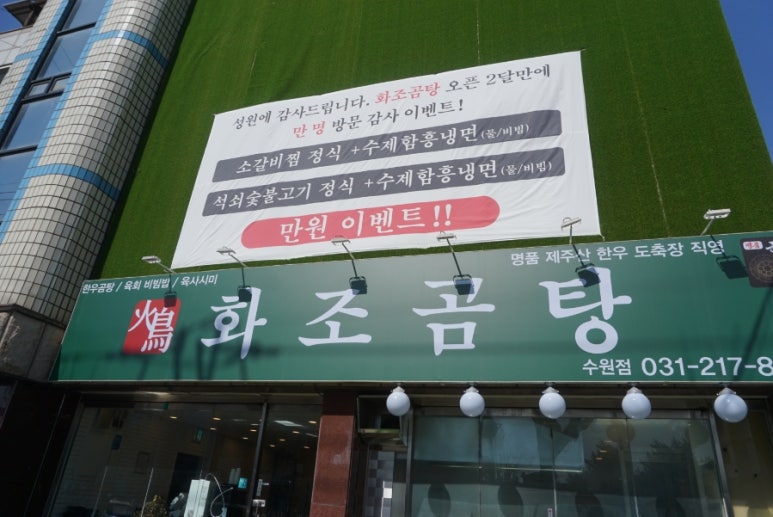 성원에 감사드립니다. 화조곰탕 오픈 2달만에
만 명 방문 감사 이벤트!
소갈비찜 정식 +수제함흥냉면(물/비빔)
석쇠숯불고기 정식 +수제함흥냉면(물/비빔)
만원 이벤트!!
명품 제주산 한우 도축장 직영
한우곰탕 / 육회 비빔밥 / 육사시미
화조곰탕
수원점 031-217-8